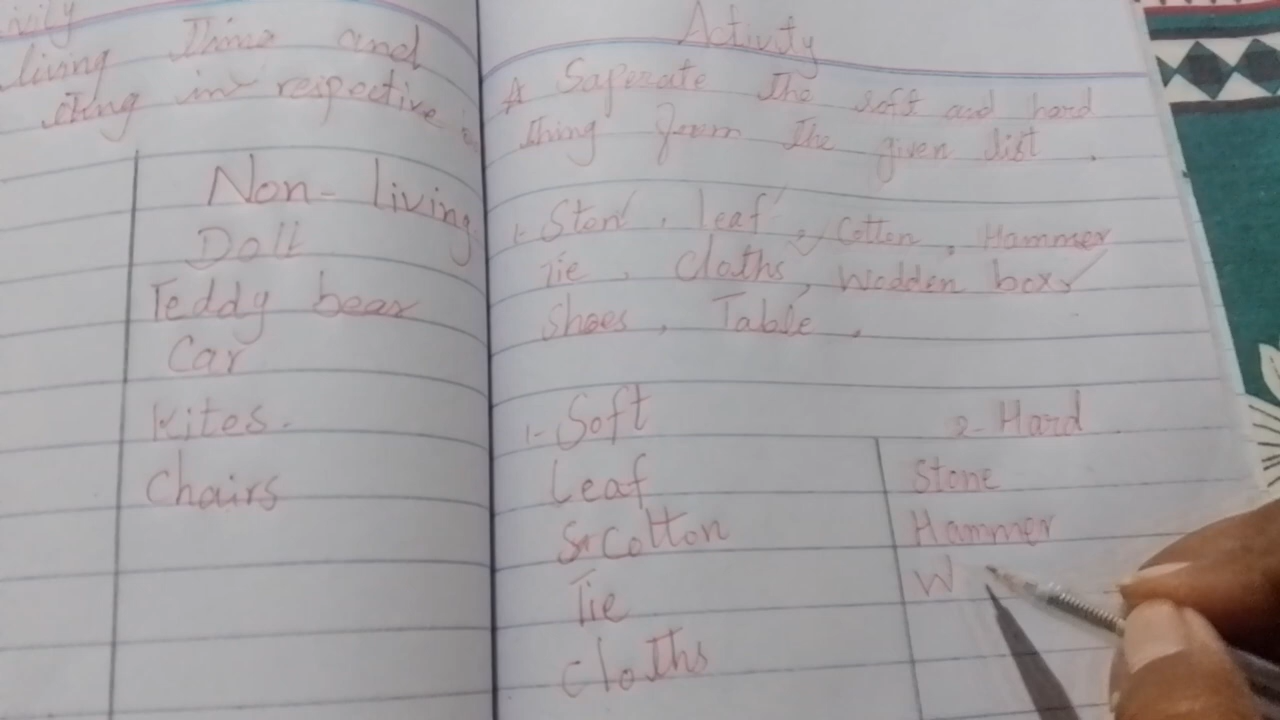 ivity
living Thing and
thing in respective
Non-living
Doll
Teddy bear
Car
Kites.
Chairs
Activity
A Saperate The soft and hard
Thing from The given list.
1- Ston, leaf, Cotton, Hammer
Tie, Cloths, Wodden box
Shoes, Table,
1- Soft
2- Hard
Leaf
Stone
Cotton
Hammer
Tie
W
Cloths